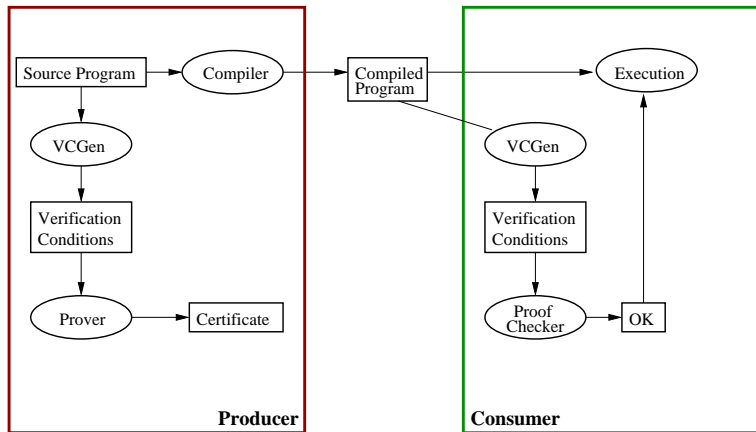 Source Program
Compiler
Compiled
Program
Execution
VCGen
VCGen
Verification
Conditions
Verification
Conditions
Prover
Certificate
Proof
Checker
OK
Producer
Consumer